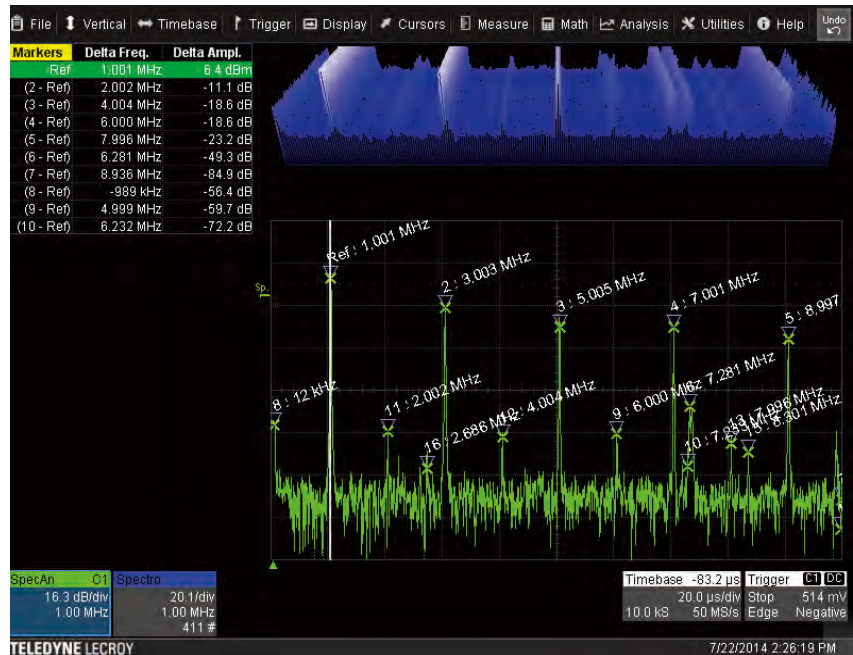 File Vertical Timebase Trigger Display Cursors Measure Math Analysis Utilities Help Undo
Markers Delta Freq. Delta Ampl.
Ref 1.001 MHz 6.4 dBm
(2 - Ref) 2.002 MHz -11.1 dB
(3 - Ref) 4.004 MHz -18.6 dB
(4 - Ref) 6.000 MHz -18.6 dB
(5 - Ref) 7.996 MHz -23.2 dB
(6 - Ref) 6.281 MHz -49.3 dB
(7 - Ref) 8.936 MHz -84.9 dB
(8 - Ref) -989 kHz -56.4 dB
(9 - Ref) 4.999 MHz -59.7 dB
(10 - Ref) 6.232 MHz -72.2 dB
Ref : 1.001 MHz
2 : 3.003 MHz
3 : 5.005 MHz
4 : 7.001 MHz
5 : 8.997
Sp.
8 : 12 kHz
11 : 2.002 MHz
16 : 2.686 MHz
4.004 MHz
9 : 6.000 MHz
7.281 MHz
7.996 MHz
8.301 MHz
SpecAn C1
16.3 dB/div
1.00 MHz
Spectro
20.1/div
1.00 MHz
411 #
Timebase -83.2 µs
20.0 µs/div
10.0 kS 50 MS/s
Trigger C1 DC
Stop 514 mV
Edge Negative
TELEDYNE LECROY
7/22/2014 2:26:19 PM